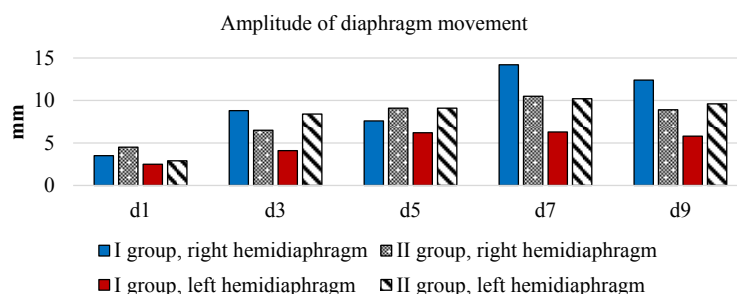 Amplitude of diaphragm movement
15
10
5
0
mm
d1 d3 d5 d7 d9
I group, right hemidiaphragm II group, right hemidiaphragm
I group, left hemidiaphragm II group, left hemidiaphragm